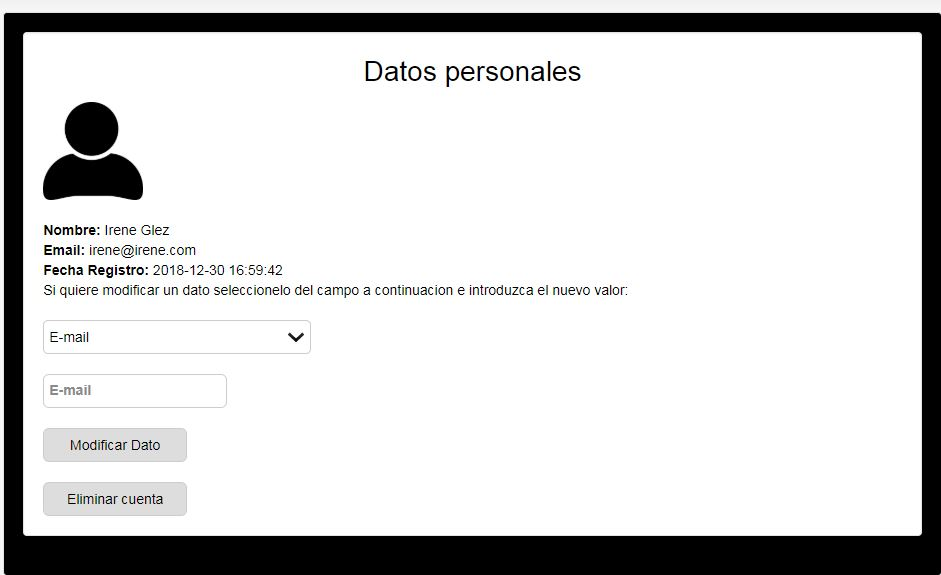 Datos personales
Nombre: Irene Glez
Email: irene@irene.com
Fecha Registro: 2018-12-30 16:59:42
Si quiere modificar un dato seleccionelo del campo a continuacion e introduzca el nuevo valor:
E-mail
E-mail
Modificar Dato
Eliminar cuenta